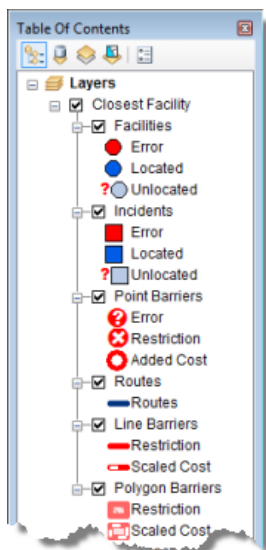 Table Of Contents
Layers
Closest Facility
Facilities
Error
Located
?Unlocated
Incidents
Error
Located
?Unlocated
Point Barriers
?Error
Restriction
Added Cost
Routes
Routes
Line Barriers
Restriction
Scaled Cost
Polygon Barriers
Restriction
Scaled Cost